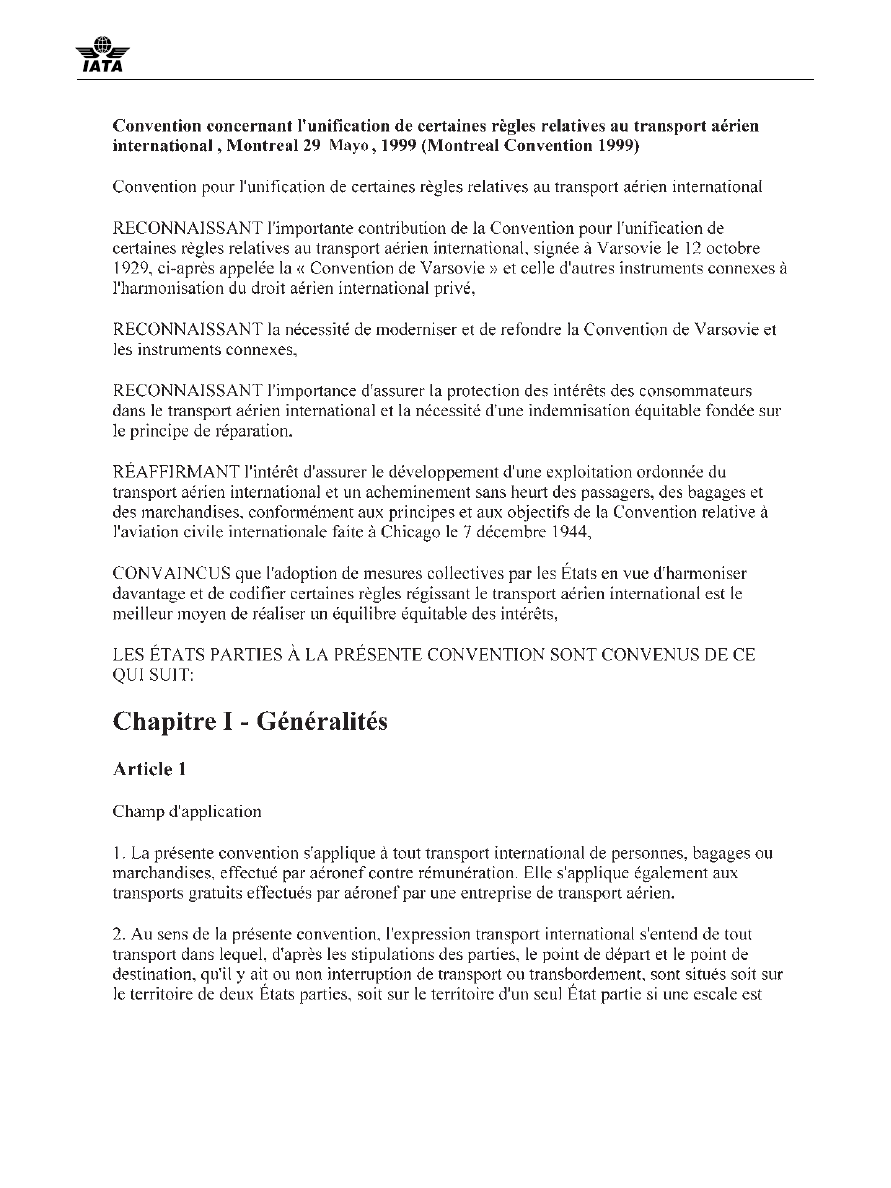 IATA
Convention concernant l'unification de certaines règles relatives au transport aérien
international , Montreal 29 Mayo , 1999 (Montreal Convention 1999)
Convention pour l'unification de certaines règles relatives au transport aérien international
RECONNAISSANT l'importante contribution de la Convention pour l'unification de
certaines règles relatives au transport aérien international, signée à Varsovie le 12 octobre
1929, ci-après appelée la « Convention de Varsovie » et celle d'autres instruments connexes à
l'harmonisation du droit aérien international privé,
RECONNAISSANT la nécessité de moderniser et de refondre la Convention de Varsovie et
les instruments connexes,
RECONNAISSANT l'importance d'assurer la protection des intérêts des consommateurs
dans le transport aérien international et la nécessité d'une indemnisation équitable fondée sur
le principe de réparation.
RÉAFFIRMANT l'intérêt d'assurer le développement d'une exploitation ordonnée du
transport aérien international et un acheminement sans heurt des passagers, des bagages et
des marchandises, conformément aux principes et aux objectifs de la Convention relative à
l'aviation civile internationale faite à Chicago le 7 décembre 1944,
CONVAINCUS que l'adoption de mesures collectives par les États en vue d'harmoniser
davantage et de codifier certaines règles régissant le transport aérien international est le
meilleur moyen de réaliser un équilibre équitable des intérêts,
LES ÉTATS PARTIES À LA PRÉSENTE CONVENTION SONT CONVENUS DE CE
QUI SUIT:
Chapitre I - Généralités
Article 1
Champ d'application
1. La présente convention s'applique à tout transport international de personnes, bagages ou
marchandises, effectué par aéronef contre rémunération. Elle s'applique également aux
transports gratuits effectués par aéronef par une entreprise de transport aérien.
2. Au sens de la présente convention, l'expression transport international s'entend de tout
transport dans lequel, d'après les stipulations des parties, le point de départ et le point de
destination, qu'il y ait ou non interruption de transport ou transbordement, sont situés soit sur
le territoire de deux États parties, soit sur le territoire d'un seul État partie si une escale est